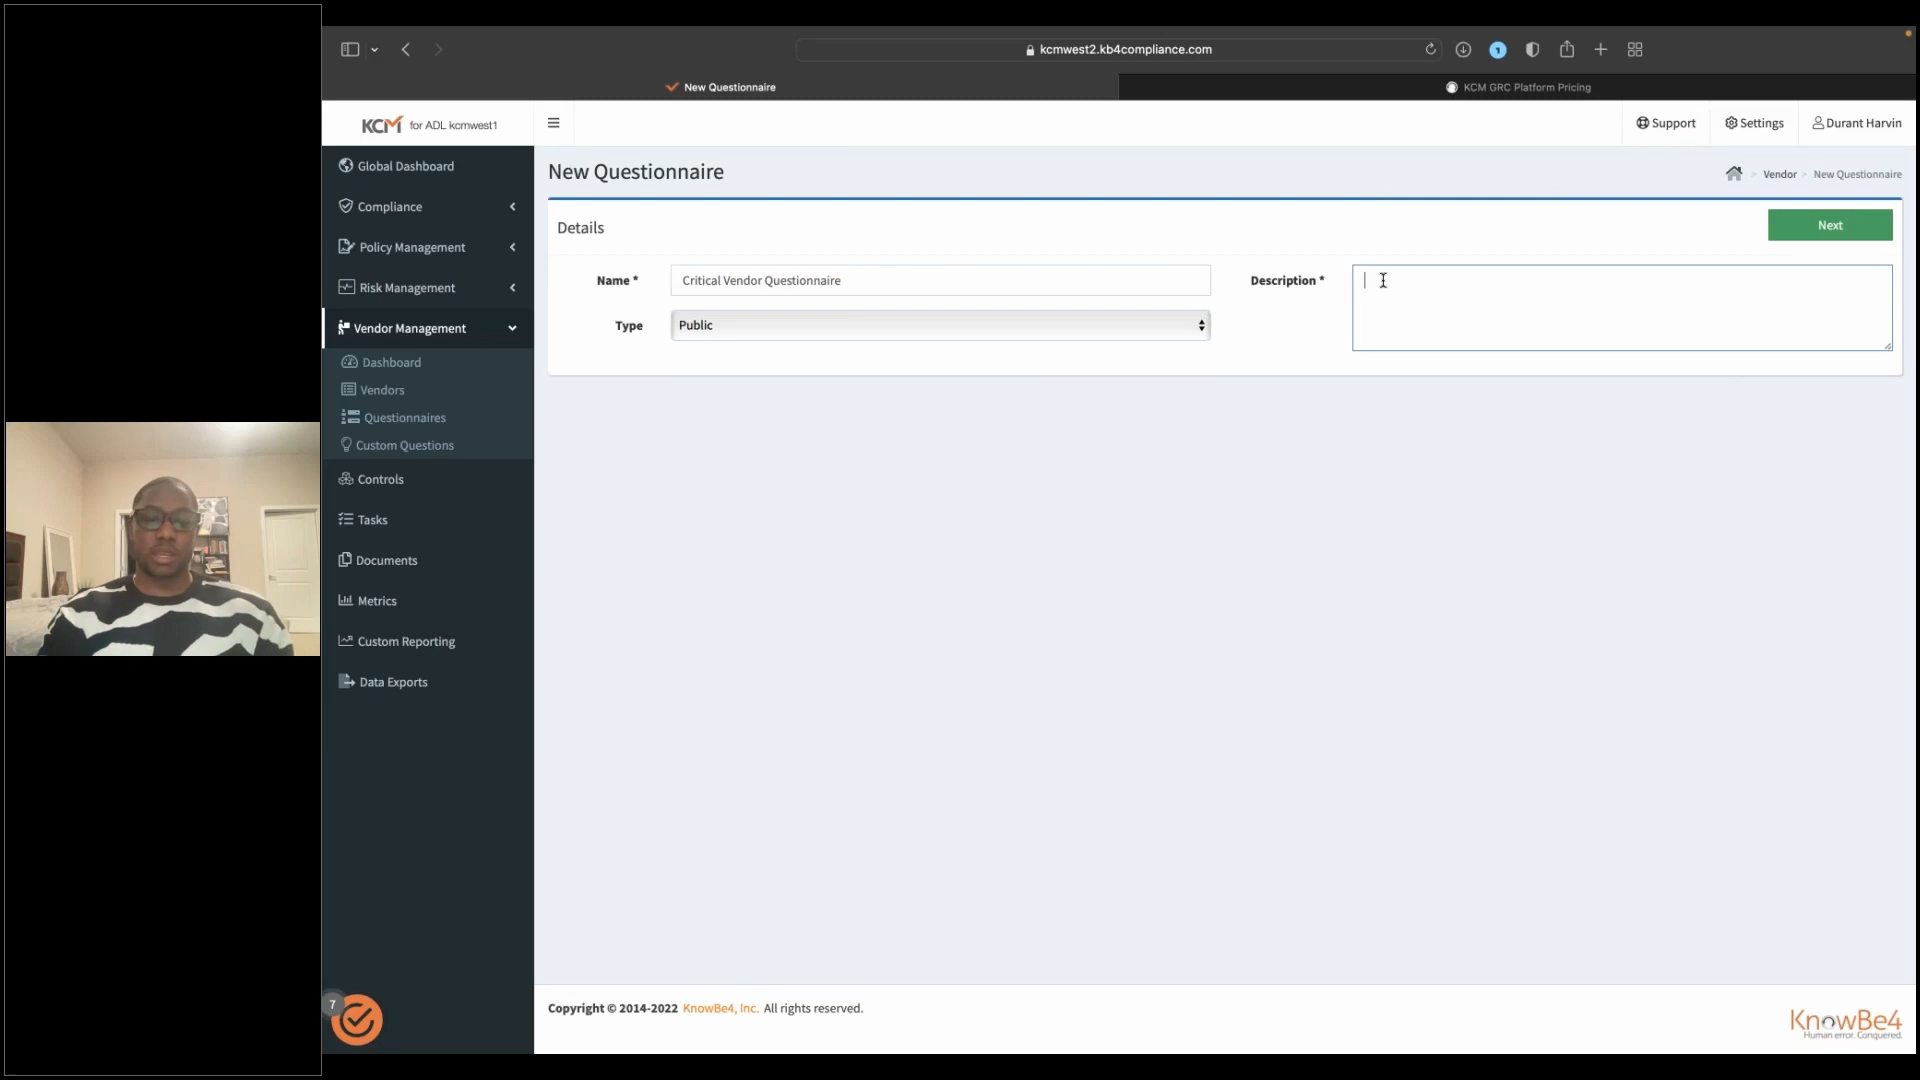 kcmwest2.kb4compliance.com
New Questionnaire
KCM GRC Platform Pricing
KCM for ADL kcmwest1
Support
Settings
Durant Harvin
Global Dashboard
Compliance
Policy Management
Risk Management
Vendor Management
Dashboard
Vendors
Questionnaires
Custom Questions
Controls
Tasks
Documents
Metrics
Custom Reporting
Data Exports
7
New Questionnaire
Vendor
New Questionnaire
Details
Next
Name *
Critical Vendor Questionnaire
Description *
Type
Public
Copyright © 2014-2022 KnowBe4, Inc. All rights reserved.
KnowBe4
Human error. Conquered.